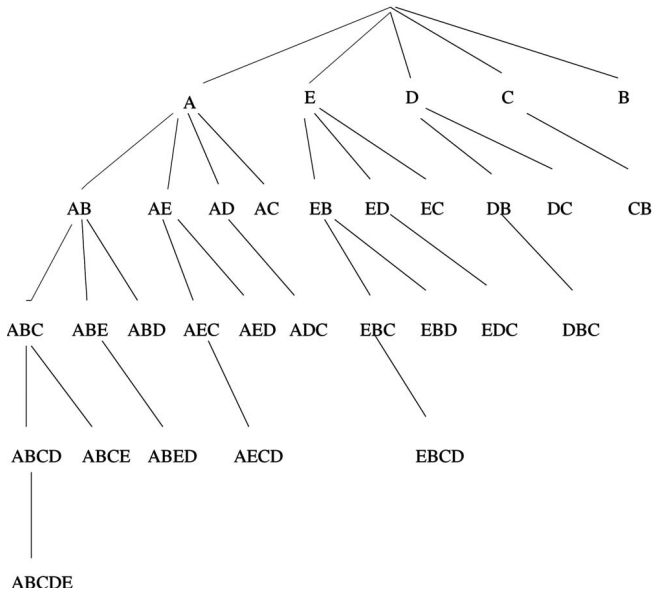 A E D C B
AB AE AD AC EB ED EC DB DC CB
ABC ABE ABD AEC AED ADC EBC EBD EDC DBC
ABCD ABCE ABED AECD EBCD
ABCDE